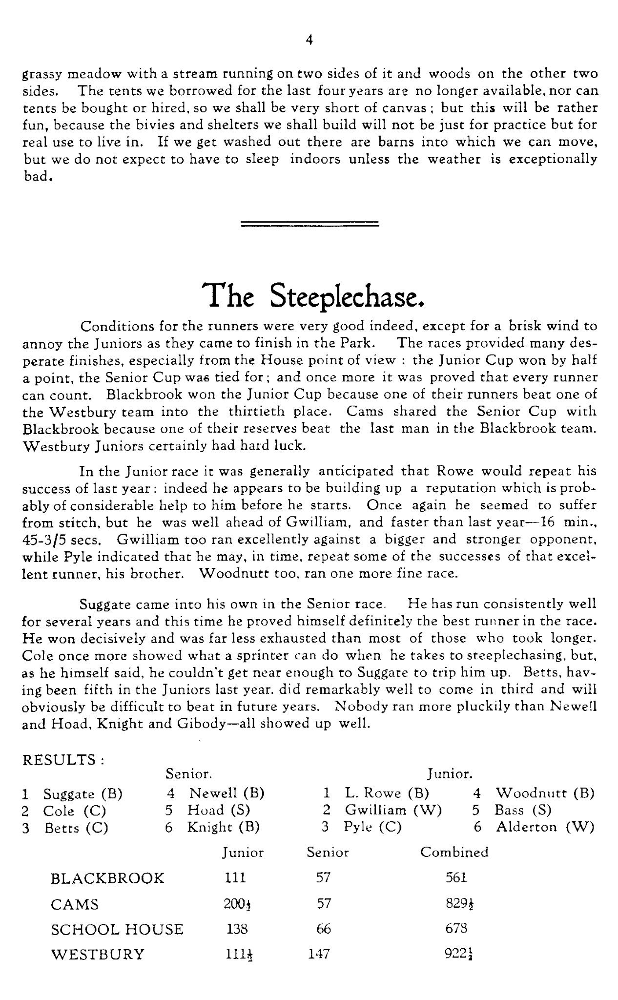 4
grassy meadow with a stream running on two sides of it and woods on the other two
sides. The tents we borrowed for the last four years are no longer available, nor can
tents be bought or hired, so we shall be very short of canvas ; but this will be rather
fun, because the bivies and shelters we shall build will not be just for practice but for
real use to live in. If we get washed out there are barns into which we can move,
but we do not expect to have to sleep indoors unless the weather is exceptionally
bad.
The Steeplechase.
Conditions for the runners were very good indeed, except for a brisk wind to
annoy the Juniors as they came to finish in the Park. The races provided many des-
perate finishes, especially from the House point of view : the Junior Cup won by half
a point, the Senior Cup was tied for ; and once more it was proved that every runner
can count. Blackbrook won the Junior Cup because one of their runners beat one of
the Westbury team into the thirtieth place. Cams shared the Senior Cup with
Blackbrook because one of their reserves beat the last man in the Blackbrook team.
Westbury Juniors certainly had hard luck.
In the Junior race it was generally anticipated that Rowe would repeat his
success of last year : indeed he appears to be building up a reputation which is prob-
ably of considerable help to him before he starts. Once again he seemed to suffer
from stitch, but he was well ahead of Gwilliam, and faster than last year—16 min.,
45-3/5 secs. Gwilliam too ran excellently against a bigger and stronger opponent,
while Pyle indicated that he may, in time, repeat some of the successes of that excel-
lent runner, his brother. Woodnutt too, ran one more fine race.
Suggate came into his own in the Senior race. He has run consistently well
for several years and this time he proved himself definitely the best runner in the race.
He won decisively and was far less exhausted than most of those who took longer.
Cole once more showed what a sprinter can do when he takes to steeplechasing, but,
as he himself said, he couldn't get near enough to Suggate to trip him up. Betts, hav-
ing been fifth in the Juniors last year. did remarkably well to come in third and will
obviously be difficult to beat in future years. Nobody ran more pluckily than Newell
and Hoad, Knight and Gibody—all showed up well.
RESULTS :
Senior. Junior.
1 Suggate (B) 4 Newell (B) 1 L. Rowe (B) 4 Woodnutt (B)
2 Cole (C) 5 Hoad (S) 2 Gwilliam (W) 5 Bass (S)
3 Betts (C) 6 Knight (B) 3 Pyle (C) 6 Alderton (W)
Junior Senior Combined
BLACKBROOK 111 57 561
CAMS 200½ 57 829½
SCHOOL HOUSE 138 66 678
WESTBURY 111½ 147 922½